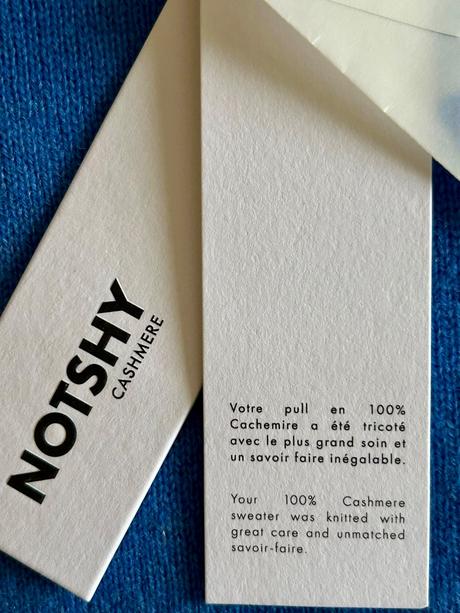 NOTSHY
CASHMERE
Votre pull en 100%
Cachemire a été tricoté
avec le plus grand soin et
un savoir faire inégalable.
Your 100% Cashmere
sweater was knitted with
great care and unmatched
savoir-faire.